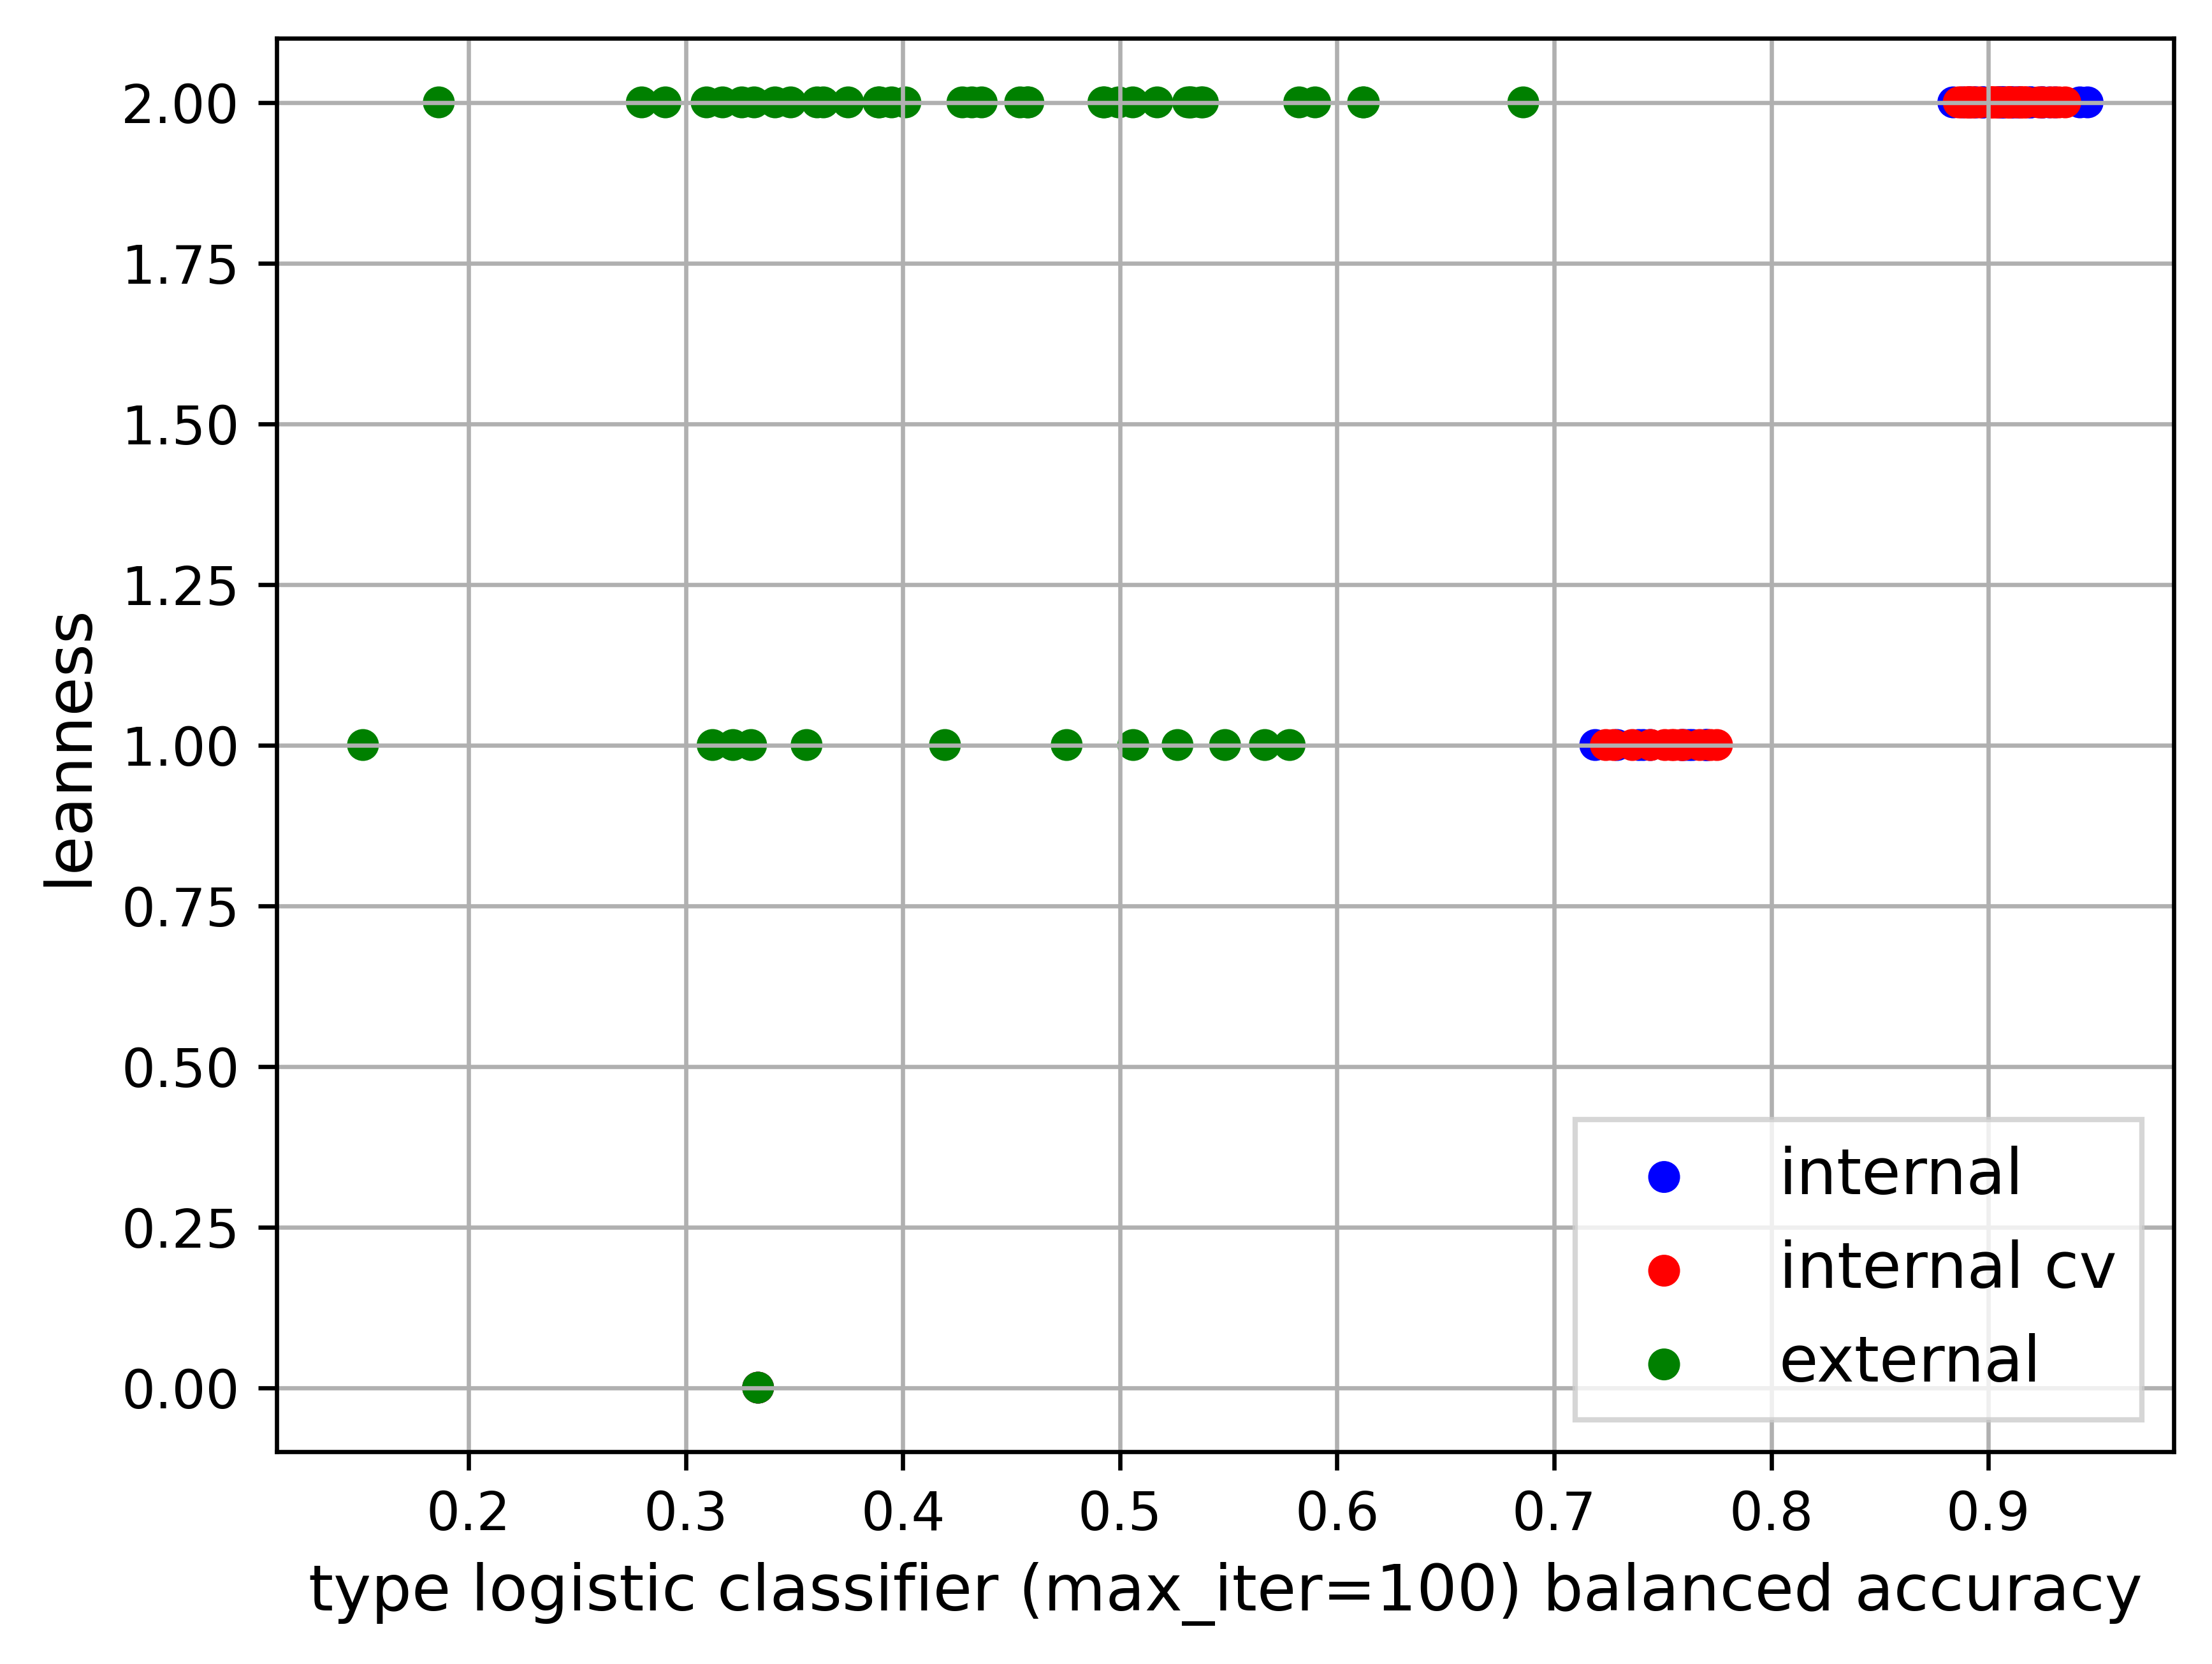 2.00
1.75
1.50
1.25
1.00
0.75
0.50
0.25
0.00
leanness
internal
internal cv
external
0.2 0.3 0.4 0.5 0.6 0.7 0.8 0.9
type logistic classifier (max_iter=100) balanced accuracy